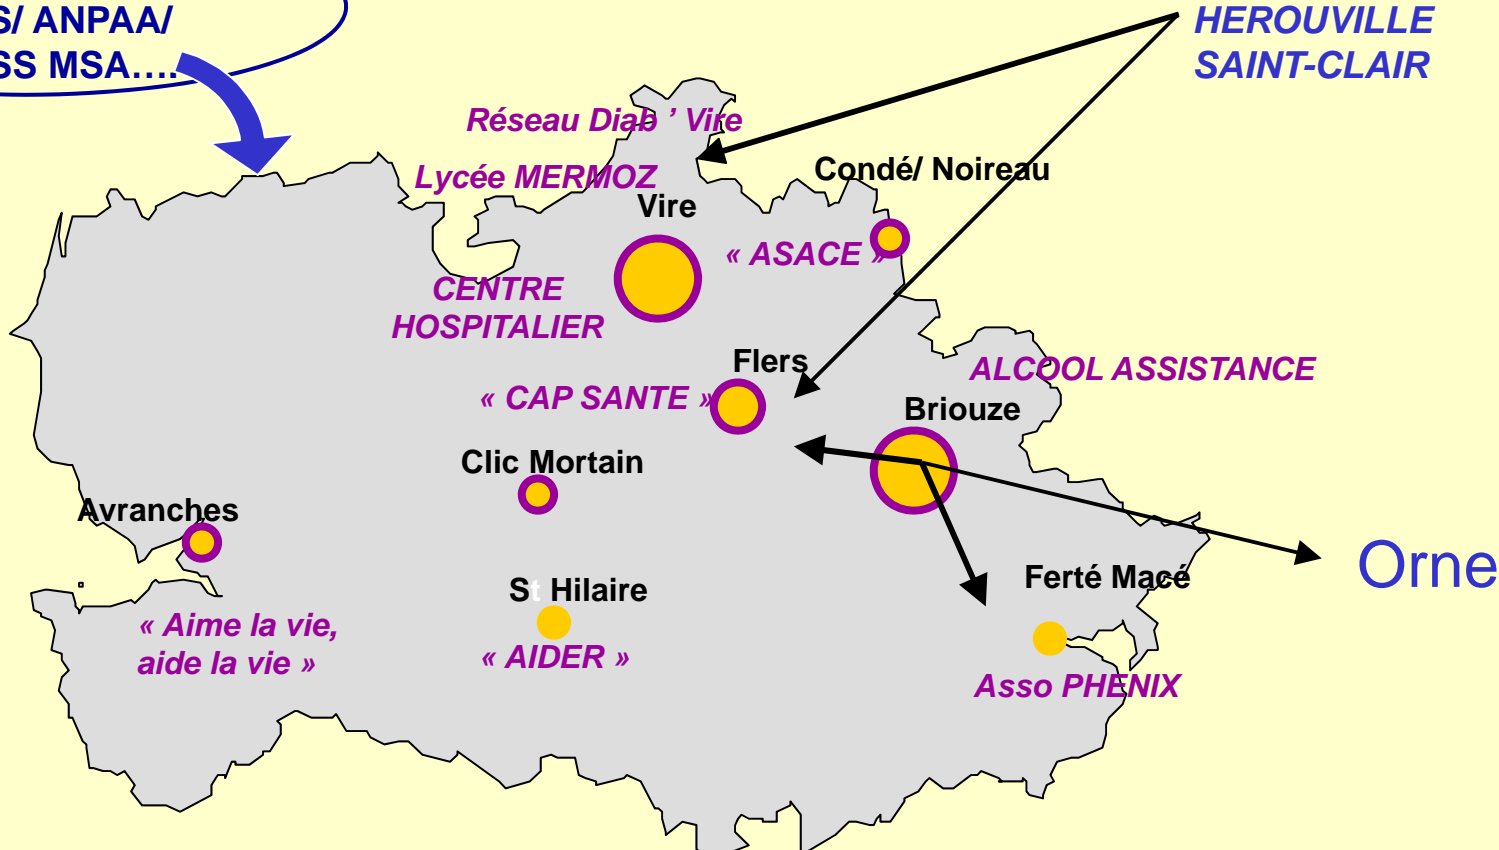 S/ ANPAA/
SS MSA….
HEROUVILLE
SAINT-CLAIR
Réseau Diab ’ Vire
Lycée MERMOZ
Condé/ Noireau
Vire
« ASACE »
CENTRE
HOSPITALIER
Flers
ALCOOL ASSISTANCE
« CAP SANTE »
Briouze
Clic Mortain
Avranches
Orne
St Hilaire
Ferté Macé
« Aime la vie,
aide la vie »
« AIDER »
Asso PHENIX